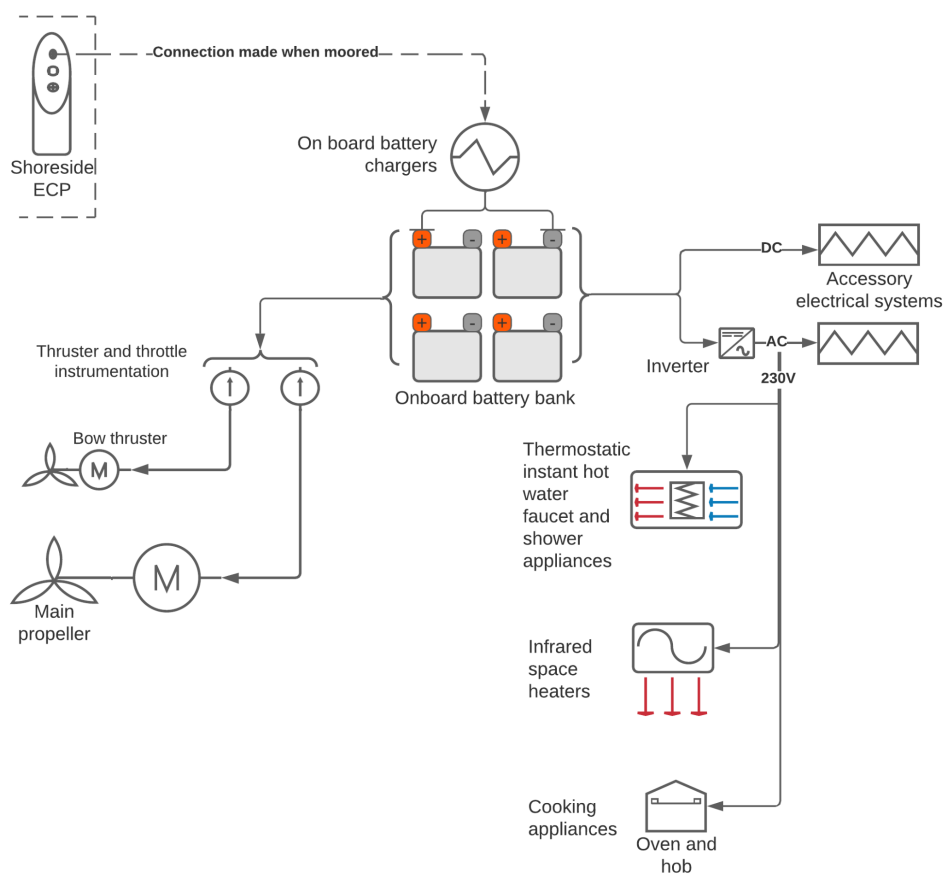 Connection made when moored
Shoreside
ECP
On board battery
chargers
+
-
+
-
+
-
+
-
Onboard battery bank
DC
Accessory
electrical systems
Inverter
AC
230V
Thruster and throttle
instrumentation
Bow thruster
M
M
Main
propeller
Thermostatic
instant hot
water
faucet and
shower
appliances
Infrared
space
heaters
Cooking
appliances
Oven and
hob